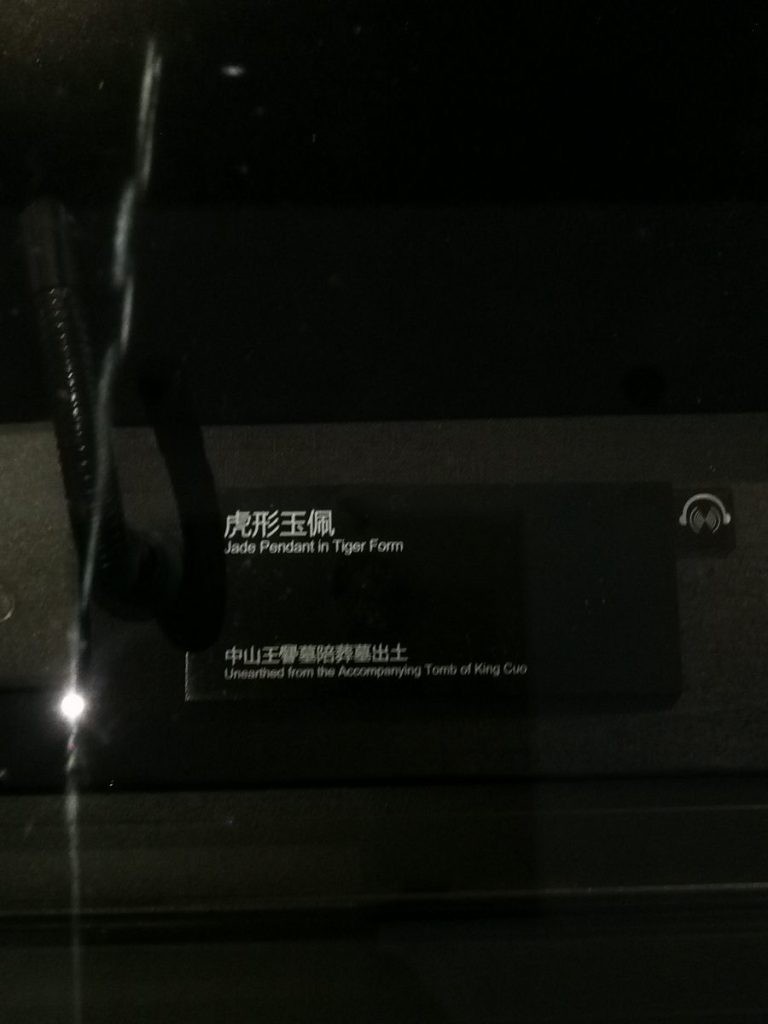 虎形玉佩
Jade Pendant in Tiger Form
中山王𰯼墓陪葬墓出土
Unearthed from the Accompanying Tomb of King Cuo